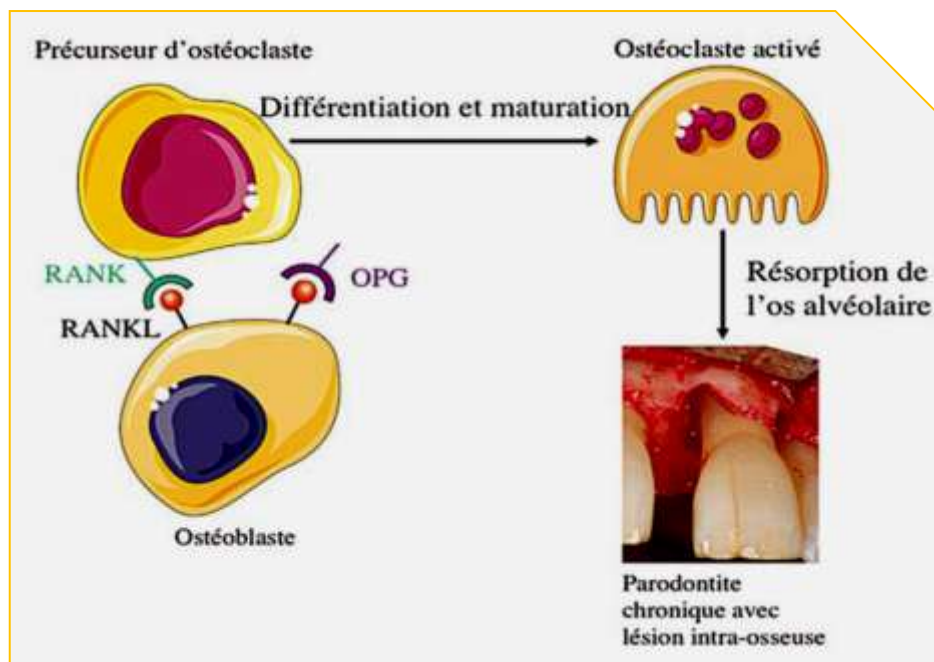 Précurseur d'ostéoclaste
Ostéoclaste activé
Différentiation et maturation
RANK
OPG
RANKL
Résorption de
l'os alvéolaire
Ostéoblaste
Parodontite
chronique avec
lésion intra-osseuse